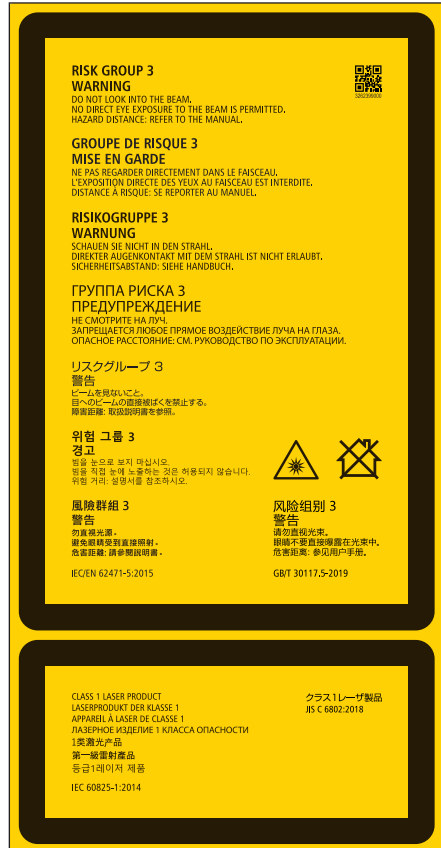 RISK GROUP 3
WARNING
DO NOT LOOK INTO THE BEAM.
NO DIRECT EYE EXPOSURE TO THE BEAM IS PERMITTED.
HAZARD DISTANCE: REFER TO THE MANUAL.
3262399000
GROUPE DE RISQUE 3
MISE EN GARDE
NE PAS REGARDER DIRECTEMENT DANS LE FAISCEAU.
L'EXPOSITION DIRECTE DES YEUX AU FAISCEAU EST INTERDITE.
DISTANCE À RISQUE: SE REPORTER AU MANUEL.
RISIKOGRUPPE 3
WARNUNG
SCHAUEN SIE NICHT IN DEN STRAHL.
DIREKTER AUGENKONTAKT MIT DEM STRAHL IST NICHT ERLAUBT.
SICHERHEITSABSTAND: SIEHE HANDBUCH.
ГРУППА РИСКА 3
ПРЕДУПРЕЖДЕНИЕ
НЕ СМОТРИТЕ НА ЛУЧ.
ЗАПРЕЩАЕТСЯ ЛЮБОЕ ПРЯМОЕ ВОЗДЕЙСТВИЕ ЛУЧА НА ГЛАЗА.
ОПАСНОЕ РАССТОЯНИЕ: СМ. РУКОВОДСТВО ПО ЭКСПЛУАТАЦИИ.
リスクグループ 3
警告
ビームを見ないこと。
目へのビームの直接被ばくを禁止する。
障害距離: 取扱説明書を参照。
위험 그룹 3
경고
빔을 눈으로 보지 마십시오.
빔을 직접 눈에 노출하는 것은 허용되지 않습니다.
위험 거리: 설명서를 참조하시오.
風險群組 3
警告
勿直視光源。
避免眼睛受到直接照射。
危害距離: 請參閱說明書。
IEC/EN 62471-5:2015
风险组别 3
警告
请勿直视光束。
眼睛不要直接曝露在光束中。
危害距离: 参见用户手册。
GB/T 30117.5-2019
CLASS 1 LASER PRODUCT
LASERPRODUKT DER KLASSE 1
APPAREIL À LASER DE CLASSE 1
ЛАЗЕРНОЕ ИЗДЕЛИЕ 1 КЛАССА ОПАСНОСТИ
1类激光产品
第一級雷射產品
등급1레이저 제품
IEC 60825-1:2014
クラス1レーザ製品
JIS C 6802:2018